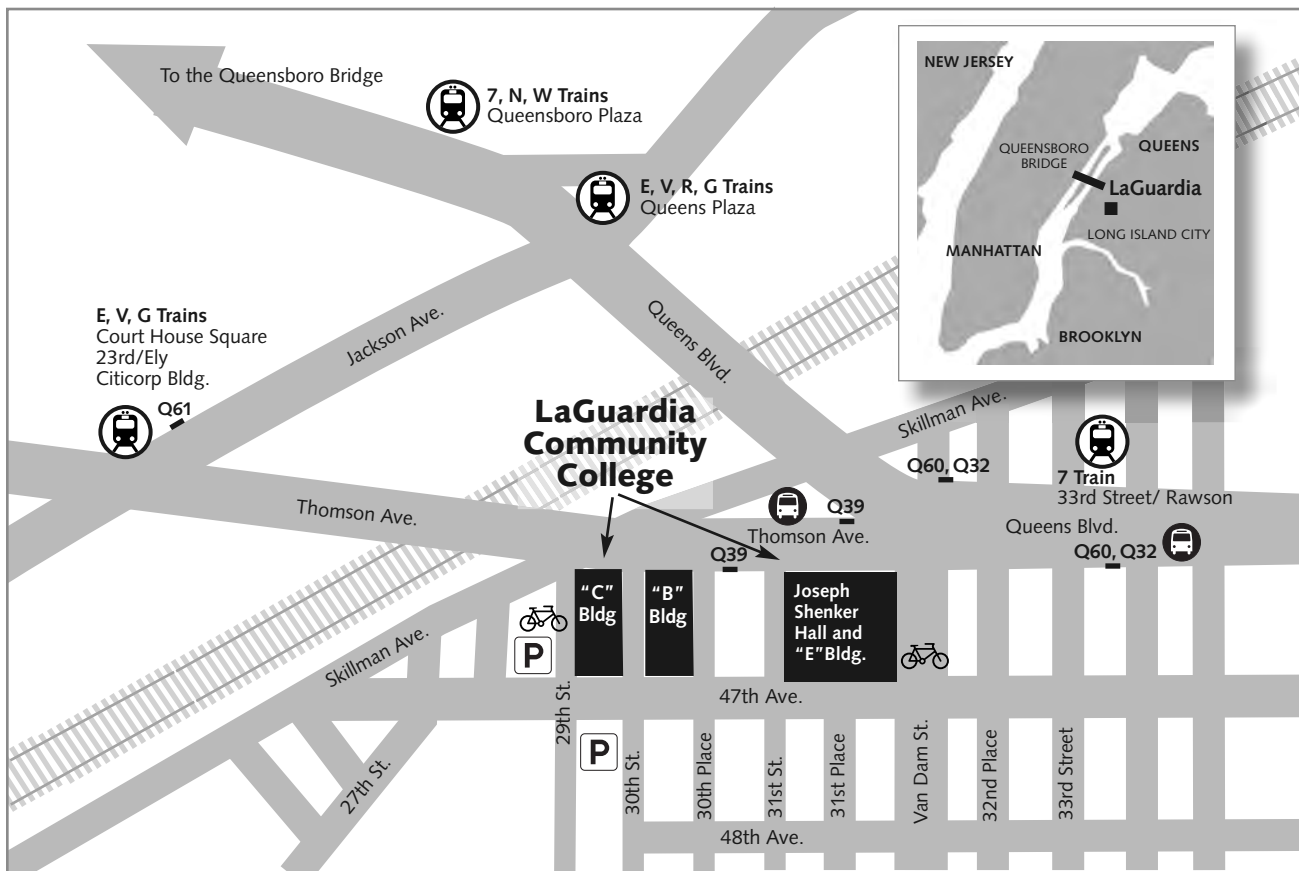 To the Queensboro Bridge
7, N, W Trains
Queensboro Plaza
E, V, R, G Trains
Queens Plaza
NEW JERSEY
QUEENSBORO
BRIDGE
QUEENS
LaGuardia
LONG ISLAND CITY
MANHATTAN
BROOKLYN
E, V, G Trains
Court House Square
23rd/Ely
Citicorp Bldg.
Q61
Jackson Ave.
Queens Blvd.
LaGuardia
Community
College
Skillman Ave.
Q60, Q32
7 Train
33rd Street/ Rawson
Thomson Ave.
Q39
Thomson Ave.
Queens Blvd.
Q39
Q60, Q32
"C"
Bldg
"B"
Bldg
Joseph
Shenker
Hall and
"E"Bldg.
P
Skillman Ave.
47th Ave.
P
27th St.
29th St.
30th St.
30th Place
31st St.
31st Place
Van Dam St.
32nd Place
33rd Street
48th Ave.